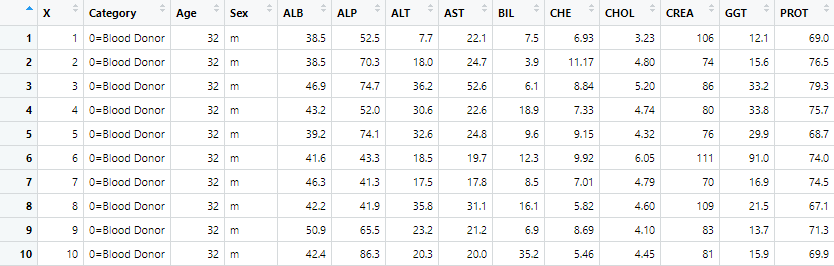 X Category Age Sex ALB ALP ALT AST BIL CHE CHOL CREA GGT PROT
1 1 0=Blood Donor 32 m 38.5 52.5 7.7 22.1 7.5 6.93 3.23 106 12.1 69.0
2 2 0=Blood Donor 32 m 38.5 70.3 18.0 24.7 3.9 11.17 4.80 74 15.6 76.5
3 3 0=Blood Donor 32 m 46.9 74.7 36.2 52.6 6.1 8.84 5.20 86 33.2 79.3
4 4 0=Blood Donor 32 m 43.2 52.0 30.6 22.6 18.9 7.33 4.74 80 33.8 75.7
5 5 0=Blood Donor 32 m 39.2 74.1 32.6 24.8 9.6 9.15 4.32 76 29.9 68.7
6 6 0=Blood Donor 32 m 41.6 43.3 18.5 19.7 12.3 9.92 6.05 111 91.0 74.0
7 7 0=Blood Donor 32 m 46.3 41.3 17.5 17.8 8.5 7.01 4.79 70 16.9 74.5
8 8 0=Blood Donor 32 m 42.2 41.9 35.8 31.1 16.1 5.82 4.60 109 21.5 67.1
9 9 0=Blood Donor 32 m 50.9 65.5 23.2 21.2 6.9 8.69 4.10 83 13.7 71.3
10 10 0=Blood Donor 32 m 42.4 86.3 20.3 20.0 35.2 5.46 4.45 81 15.9 69.9